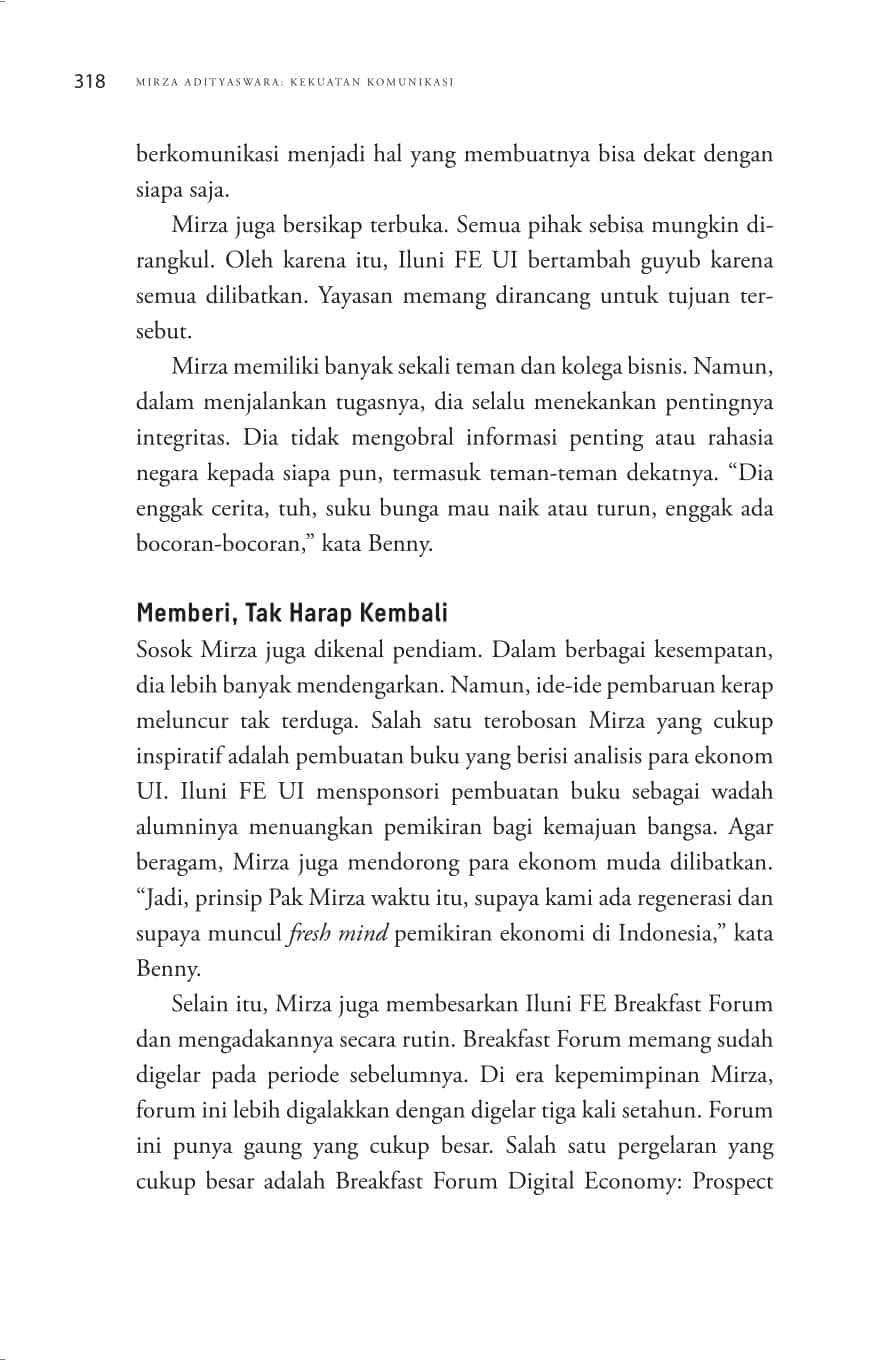 318 MIRZA ADITYASWARA: KEKUATAN KOMUNIKASI
berkomunikasi menjadi hal yang membuatnya bisa dekat dengan
siapa saja.
Mirza juga bersikap terbuka. Semua pihak sebisa mungkin di-
rangkul. Oleh karena itu, Iluni FE UI bertambah guyub karena
semua dilibatkan. Yayasan memang dirancang untuk tujuan ter-
sebut.
Mirza memiliki banyak sekali teman dan kolega bisnis. Namun,
dalam menjalankan tugasnya, dia selalu menekankan pentingnya
integritas. Dia tidak mengobral informasi penting atau rahasia
negara kepada siapa pun, termasuk teman-teman dekatnya. “Dia
enggak cerita, tuh, suku bunga mau naik atau turun, enggak ada
bocoran-bocoran,” kata Benny.
Memberi, Tak Harap Kembali
Sosok Mirza juga dikenal pendiam. Dalam berbagai kesempatan,
dia lebih banyak mendengarkan. Namun, ide-ide pembaruan kerap
meluncur tak terduga. Salah satu terobosan Mirza yang cukup
inspiratif adalah pembuatan buku yang berisi analisis para ekonom
UI. Iluni FE UI mensponsori pembuatan buku sebagai wadah
alumninya menuangkan pemikiran bagi kemajuan bangsa. Agar
beragam, Mirza juga mendorong para ekonom muda dilibatkan.
“Jadi, prinsip Pak Mirza waktu itu, supaya kami ada regenerasi dan
supaya muncul fresh mind pemikiran ekonomi di Indonesia,” kata
Benny.
Selain itu, Mirza juga membesarkan Iluni FE Breakfast Forum
dan mengadakannya secara rutin. Breakfast Forum memang sudah
digelar pada periode sebelumnya. Di era kepemimpinan Mirza,
forum ini lebih digalakkan dengan digelar tiga kali setahun. Forum
ini punya gaung yang cukup besar. Salah satu pergelaran yang
cukup besar adalah Breakfast Forum Digital Economy: Prospect